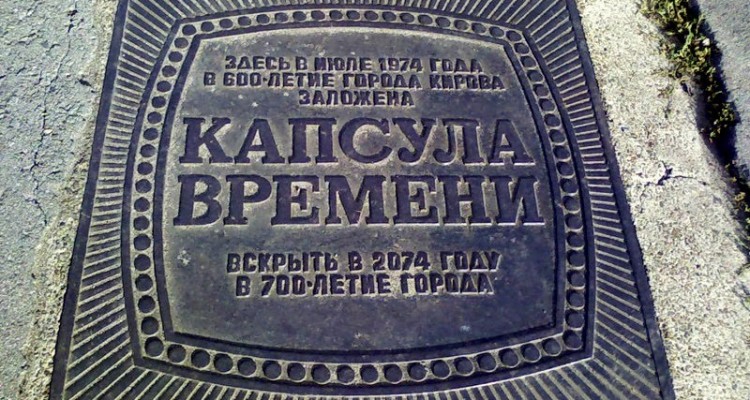 ЗДЕСЬ В ИЮЛЕ 1974 ГОДА
В 600-ЛЕТИЕ ГОРОДА КИРОВА
ЗАЛОЖЕНА
КАПСУЛА
ВРЕМЕНИ
ВСКРЫТЬ В 2074 ГОДУ
В 700-ЛЕТИЕ ГОРОДА